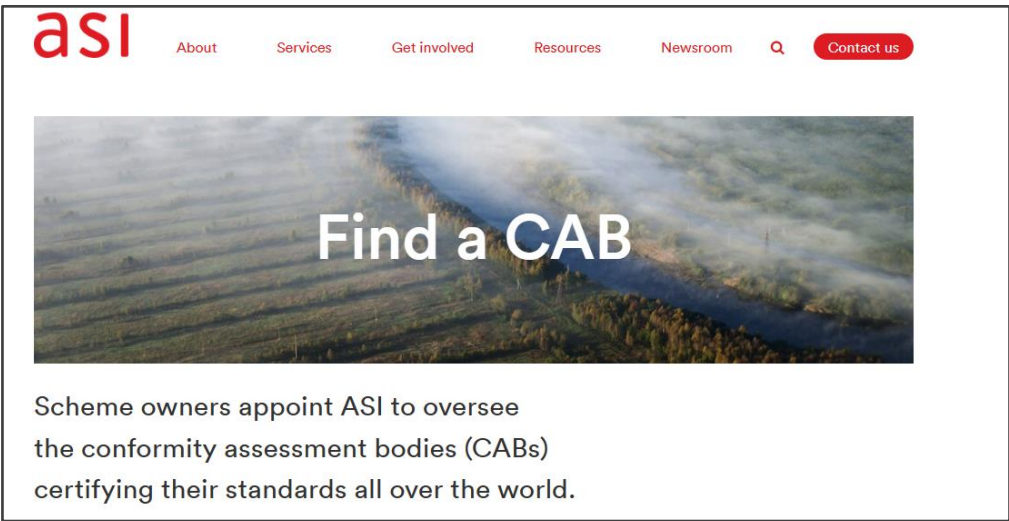 asi
About Services Get involved Resources Newsroom Contact us
Find a CAB
Scheme owners appoint ASI to oversee
the conformity assessment bodies (CABs)
certifying their standards all over the world.